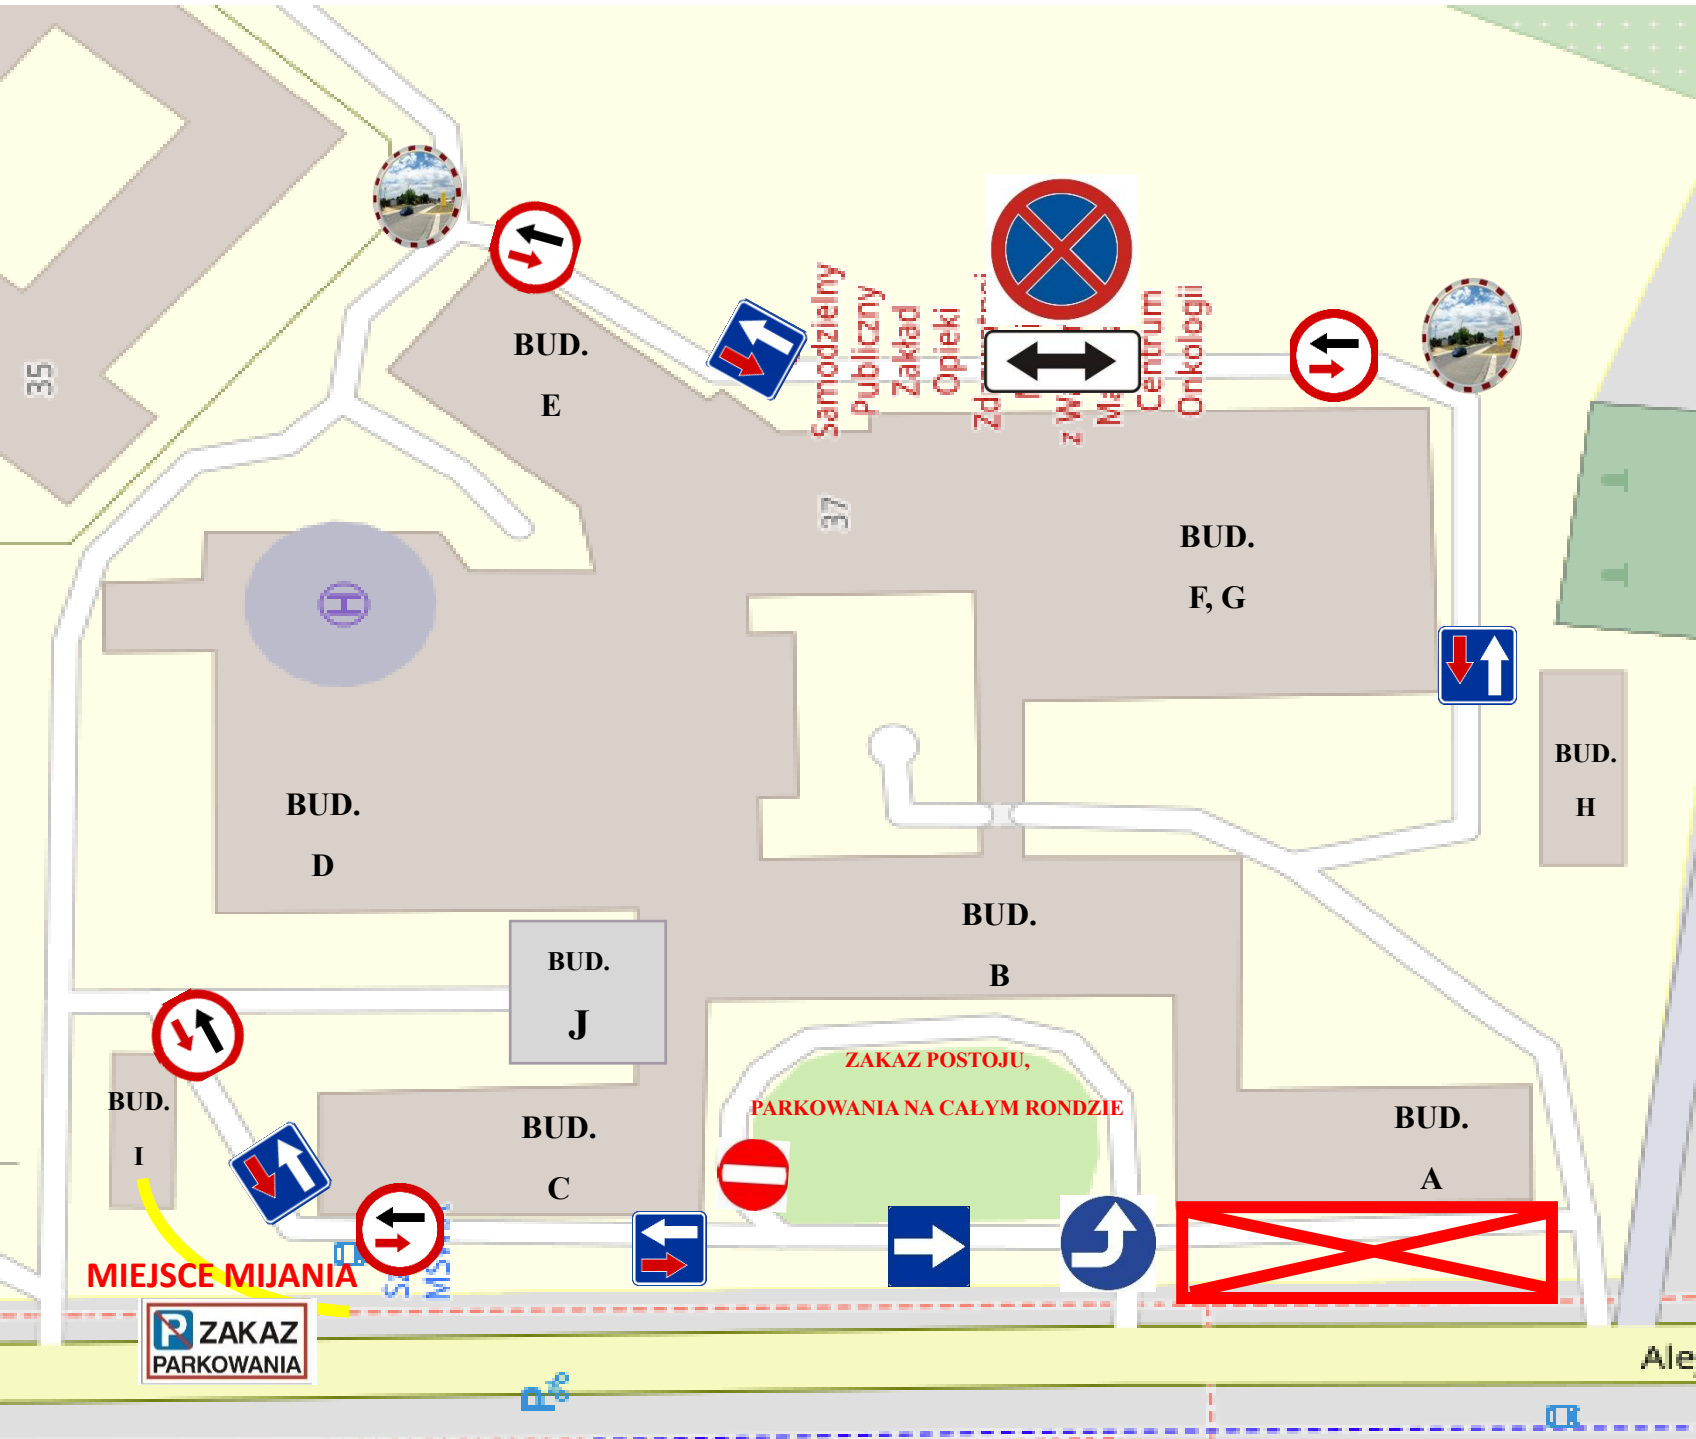 BUD.
E
Samodzielny
Publiczny
Zakład
Opieki
Centrum
Onkologii
35
37
BUD.
F, G
H
BUD.
H
BUD.
D
BUD.
B
BUD.
J
ZAKAZ POSTOJU,
PARKOWANIA NA CAŁYM RONDZIE
BUD.
I
BUD.
C
BUD.
A
MIEJSCE MIJANIA
P ZAKAZ
PARKOWANIA
P
Ale